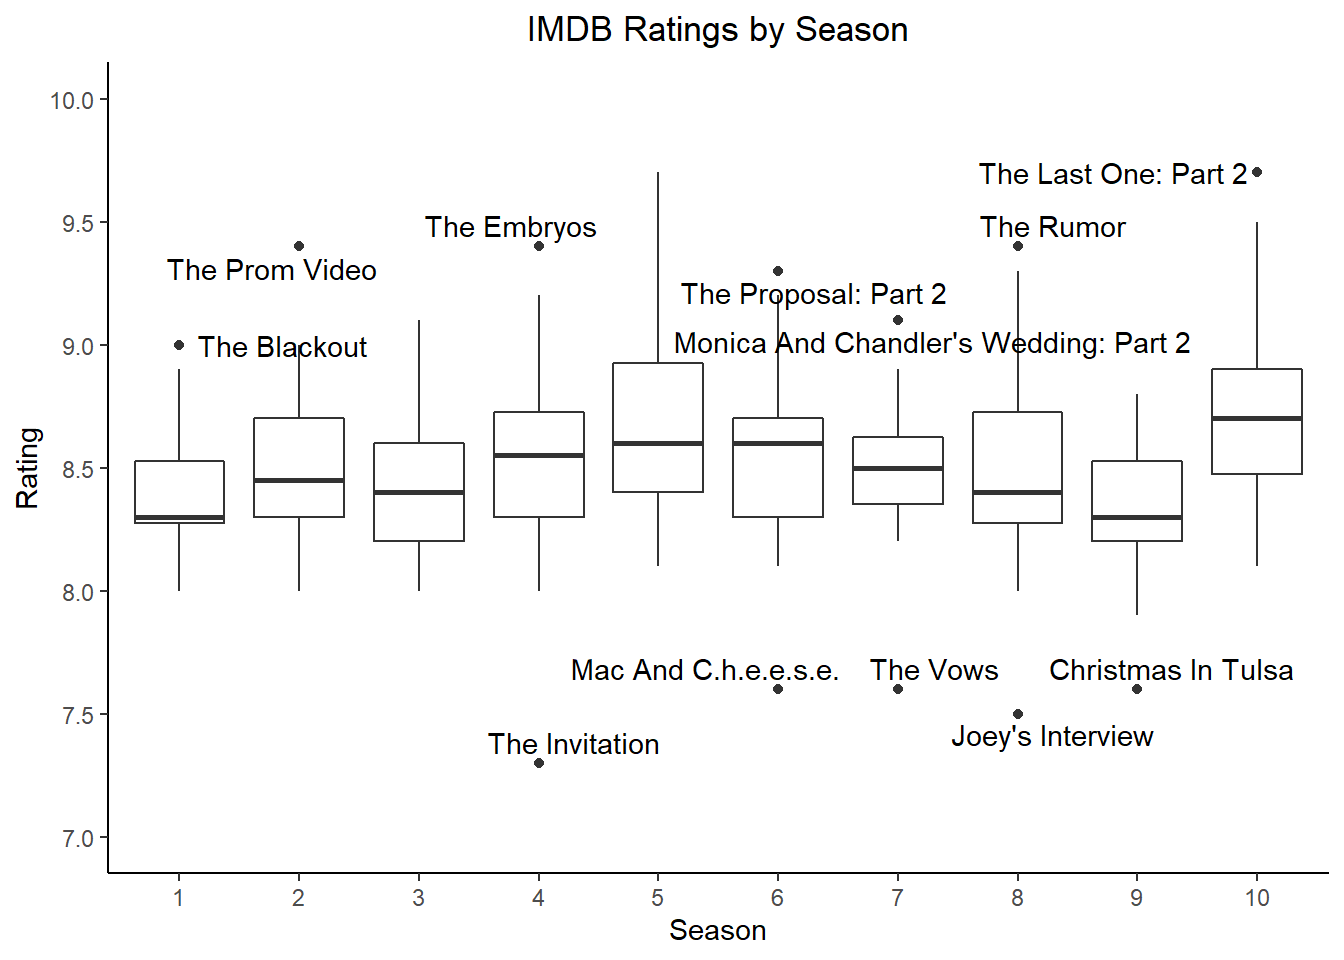 IMDB Ratings by Season
10.0
The Last One: Part 2
9.5
The Embryos
The Rumor
The Prom Video
The Proposal: Part 2
9.0
The Blackout
Monica And Chandler's Wedding: Part 2
8.5
Rating
8.0
Mac And C.h.e.e.s.e.
The Vows
Christmas In Tulsa
7.5
The Invitation
Joey's Interview
7.0
1 2 3 4 5 6 7 8 9 10
Season